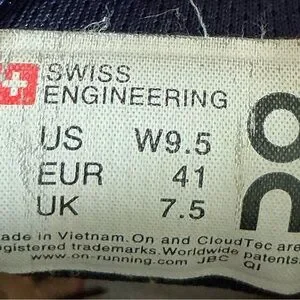 SWISS
ENGINEERING
US W9.5
EUR 41
UK 7.5
on
ade in Vietnam. On and CloudTec are
egistered trademarks. Worldwide patents
www.on-running.com JBC QI